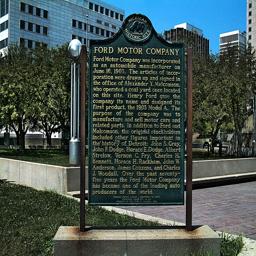 FORD MOTOR COMPANY
Ford Motor Company was incorporated
as an automobile manufacturer on
June 16, 1903. The articles of incor-
poration were drawn up and signed in
the office of Alexander Y. Malcomson,
who operated a coal yard once located
on this site. Henry Ford gave the
company its name and designed its
first product, the 1903 Model A. The
purpose of the company was to
manufacture and sell motor cars and
related parts. In addition to Ford and
Malcomson, the original stockholders
included other figures important in
the history of Detroit: John S. Gray,
John F. Dodge, Horace E. Dodge, Albert
Strelow, Vernon C. Fry, Charles H.
Bennett, Horace H. Rackham, John W.
Anderson, James Couzens, and Charles
J. Woodall. Over the past seventy-
five years the Ford Motor Company
has become one of the leading auto
producers of the world.